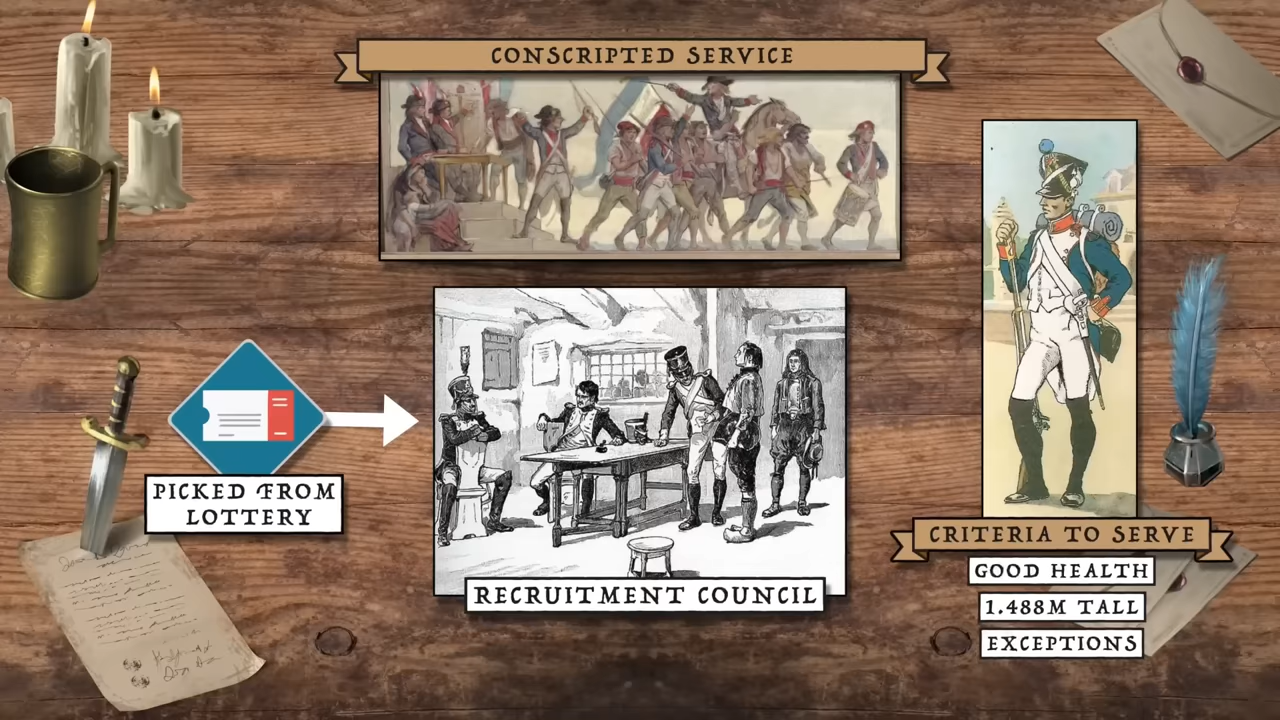 CONSCRIPTED SERVICE
PICKED FROM
LOTTERY
RECRUITMENT COUNCIL
CRITERIA TO SERVE
GOOD HEALTH
1.488M TALL
EXCEPTIONS